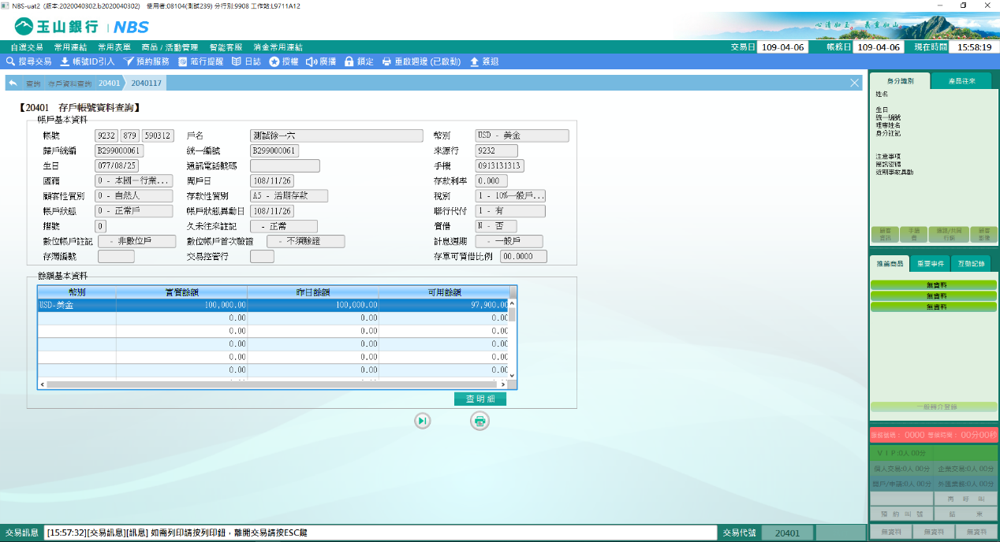 NBS-uat2 (版本:2020040302.b2020040302) 使用者:08104(測試239) 分行別:9908 工作站:L9711A12
玉山銀行 NBS
心清如玉。義重如山。
自選交易 常用連結 常用表單 商品 / 活動管理 智能客服 消金常用連結 交易日 109-04-06 帳務日 109-04-06 現在時間 15:58:19
搜尋交易 帳號ID引入 預約服務 並行提醒 日誌 授權 廣播 鎖定 重啟週邊 (已啟動) 簽退
查詢 存戶資料查詢 20401 2040117
【20401 存戶帳號資料查詢】
帳戶基本資料
帳號 9232 879 590312 戶名 測試徐一六 幣別 USD - 美金
歸戶統編 B299000061 統一編號 B299000061 來源行 9232
生日 077/08/25 通訊電話號碼 手機 0913131313
國籍 0 - 本國－行業... 開戶日 108/11/26 存款利率 0.000
顧客性質別 0 - 自然人 存款性質別 A5 - 活期存款 稅別 1 - 10%一般戶...
帳戶狀態 0 - 正常戶 帳戶狀態異動日 108/11/26 聯行代付 1 - 有
摺號 0 久未往來註記 - 正常 質借 N - 否
數位帳戶註記 - 非數位戶 數位帳戶首次驗證 - 不須驗證 計息週期 - 一般戶
存簿編號 交易控管行 存單可質借比例 00.0000
餘額基本資料
幣別 實質餘額 昨日餘額 可用餘額
USD-美金 100,000.00 100,000.00 97,900.00
0.00 0.00 0.00
0.00 0.00 0.00
0.00 0.00 0.00
0.00 0.00 0.00
0.00 0.00 0.00
查明細
身分識別 產品往來
姓名
生日
統一編號
理專姓名
身分註記
注意事項
簡訊密碼
近期事故異動
顧客資訊 手續費 匯款/共同行銷 顧客影像
推薦商品 重要事件 互動記錄
無資料
無資料
無資料
一般轉介登錄
服務號碼： 0000 等候時間： 00分00秒
ＶＩＰ:0人 00分
個人交易:0人 00分 企業交易:0人 00分
開戶/申請:0人 00分 外匯業務:0人 00分
再 呼 叫
預 約 叫 號 結 束
無資料 無資料 無資料
交易訊息 [15:57:32][交易訊息][訊息] 如需列印請按列印鈕，離開交易請按ESC鍵 交易代號 20401